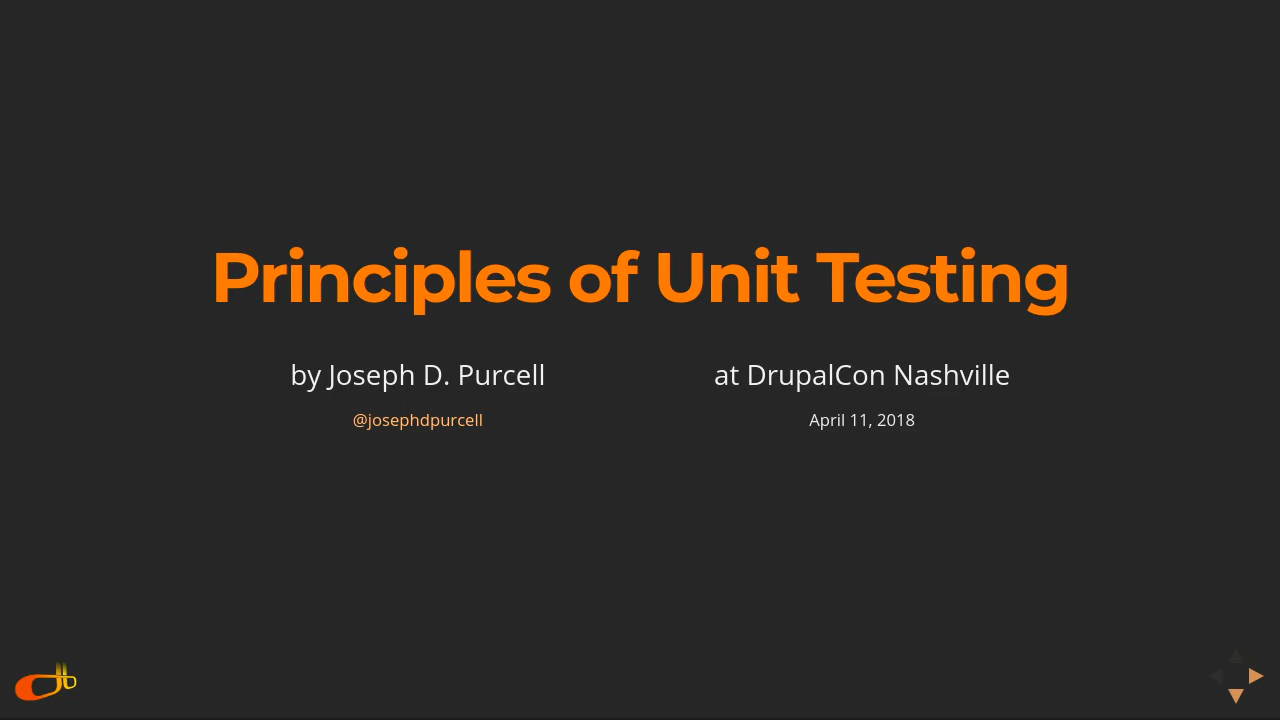 Principles of Unit Testing
by Joseph D. Purcell
@josephdpurcell
at DrupalCon Nashville
April 11, 2018